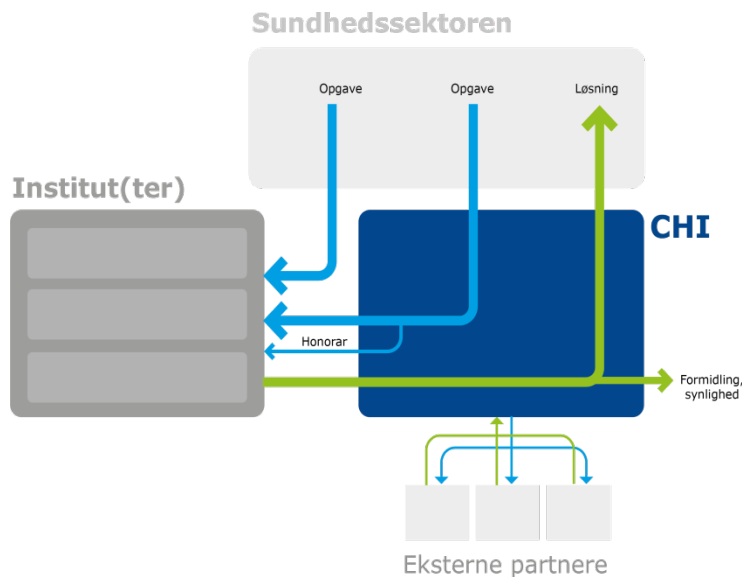 Sundhedssektoren
Opgave
Opgave
Løsning
Institut(ter)
CHI
Honorar
Formidling,
synlighed
Eksterne partnere